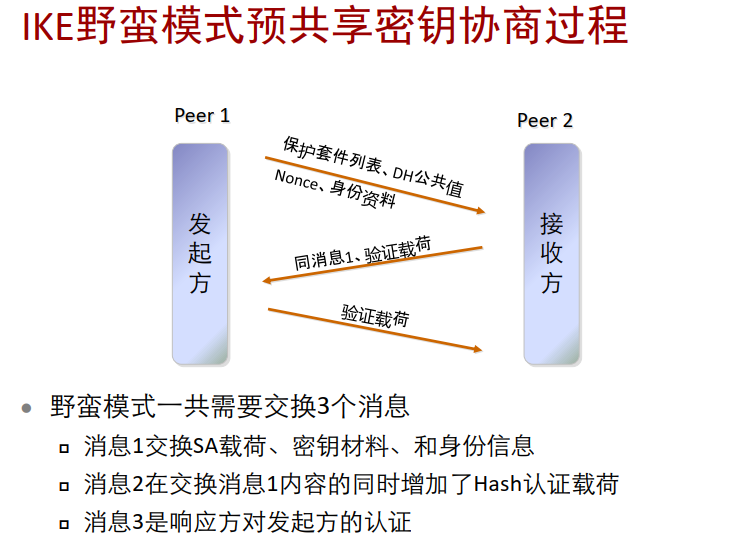 IKE野蛮模式预共享密钥协商过程
Peer 1
Peer 2
保护套件列表、DH公共值
Nonce、身份资料
发起方
接收方
同消息1、验证载荷
验证载荷
野蛮模式一共需要交换3个消息
消息1交换SA载荷、密钥材料、和身份信息
消息2在交换消息1内容的同时增加了Hash认证载荷
消息3是响应方对发起方的认证